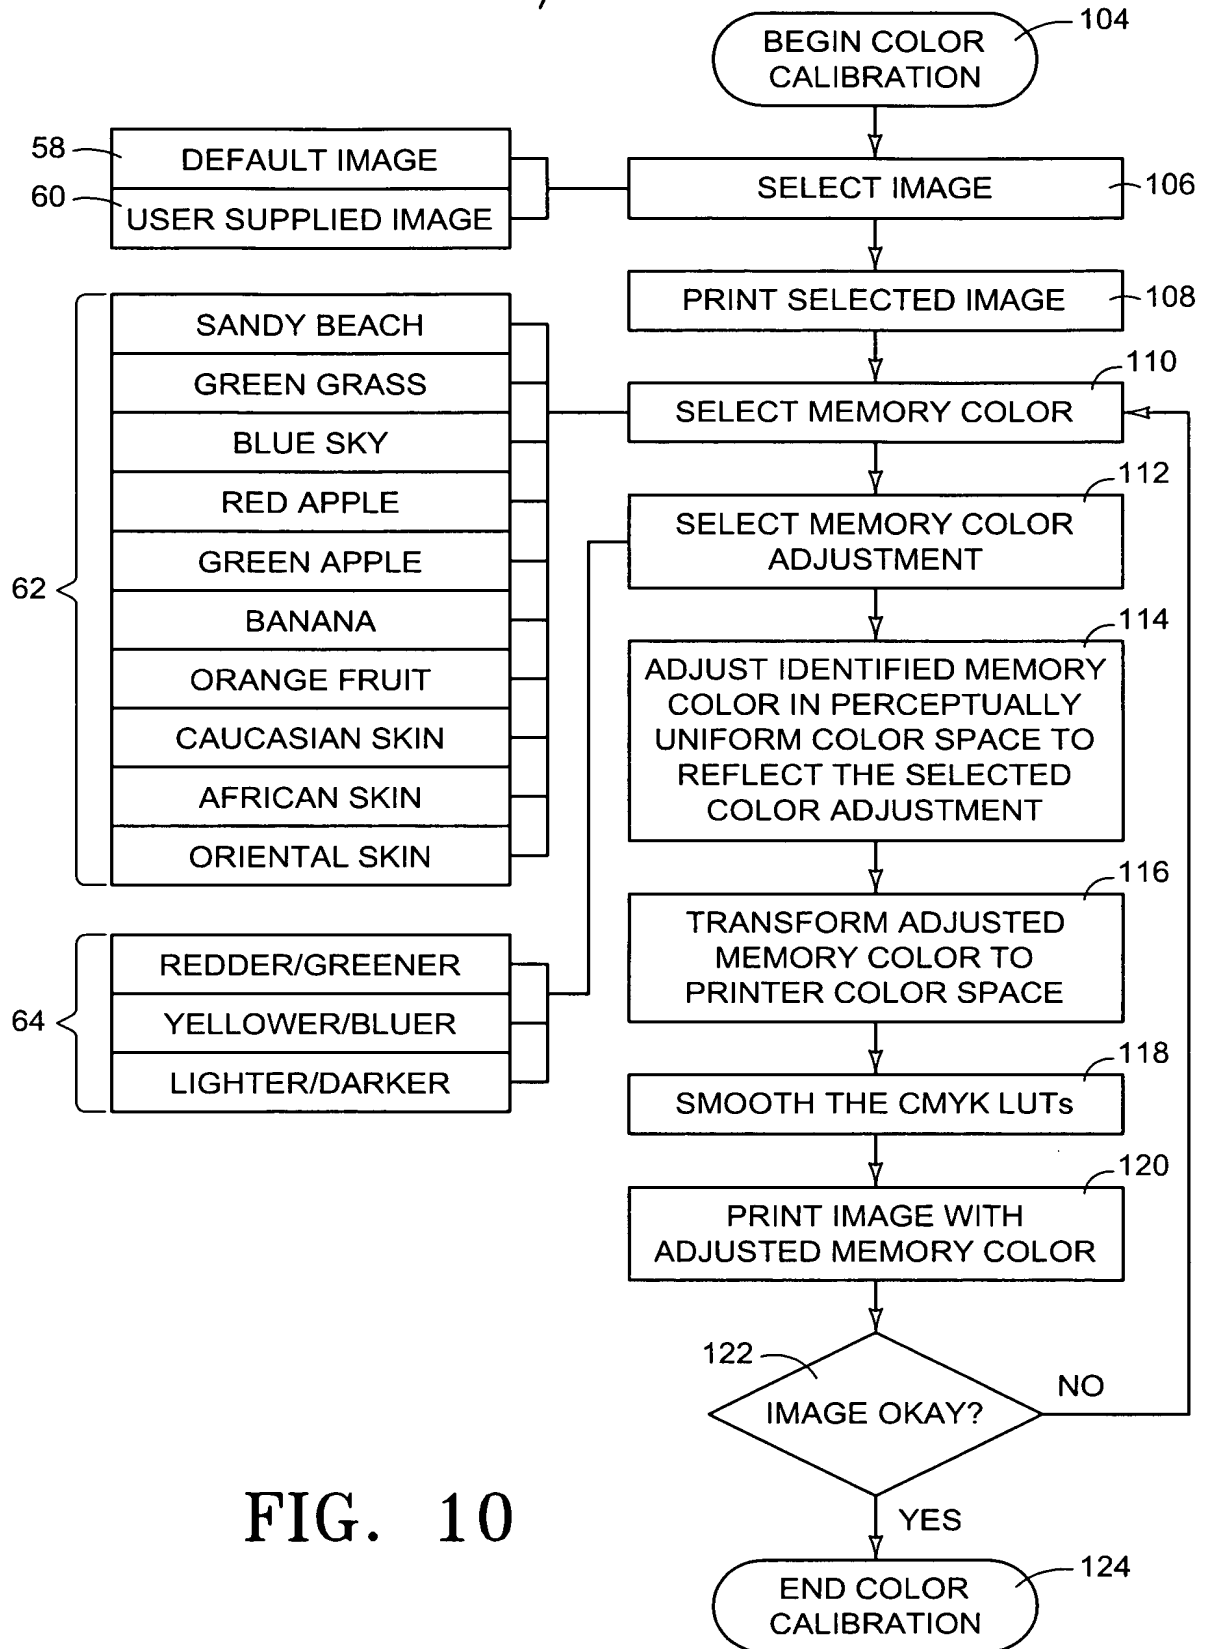 BEGIN COLOR
CALIBRATION
104
58
DEFAULT IMAGE
60
USER SUPPLIED IMAGE
SELECT IMAGE
106
PRINT SELECTED IMAGE
108
62
SANDY BEACH
GREEN GRASS
BLUE SKY
RED APPLE
GREEN APPLE
BANANA
ORANGE FRUIT
CAUCASIAN SKIN
AFRICAN SKIN
ORIENTAL SKIN
110
SELECT MEMORY COLOR
112
SELECT MEMORY COLOR
ADJUSTMENT
64
REDDER/GREENER
YELLOWER/BLUER
LIGHTER/DARKER
114
ADJUST IDENTIFIED MEMORY
COLOR IN PERCEPTUALLY
UNIFORM COLOR SPACE TO
REFLECT THE SELECTED
COLOR ADJUSTMENT
116
TRANSFORM ADJUSTED
MEMORY COLOR TO
PRINTER COLOR SPACE
118
SMOOTH THE CMYK LUTs
120
PRINT IMAGE WITH
ADJUSTED MEMORY COLOR
122
IMAGE OKAY?
NO
YES
END COLOR
CALIBRATION
124
FIG. 10